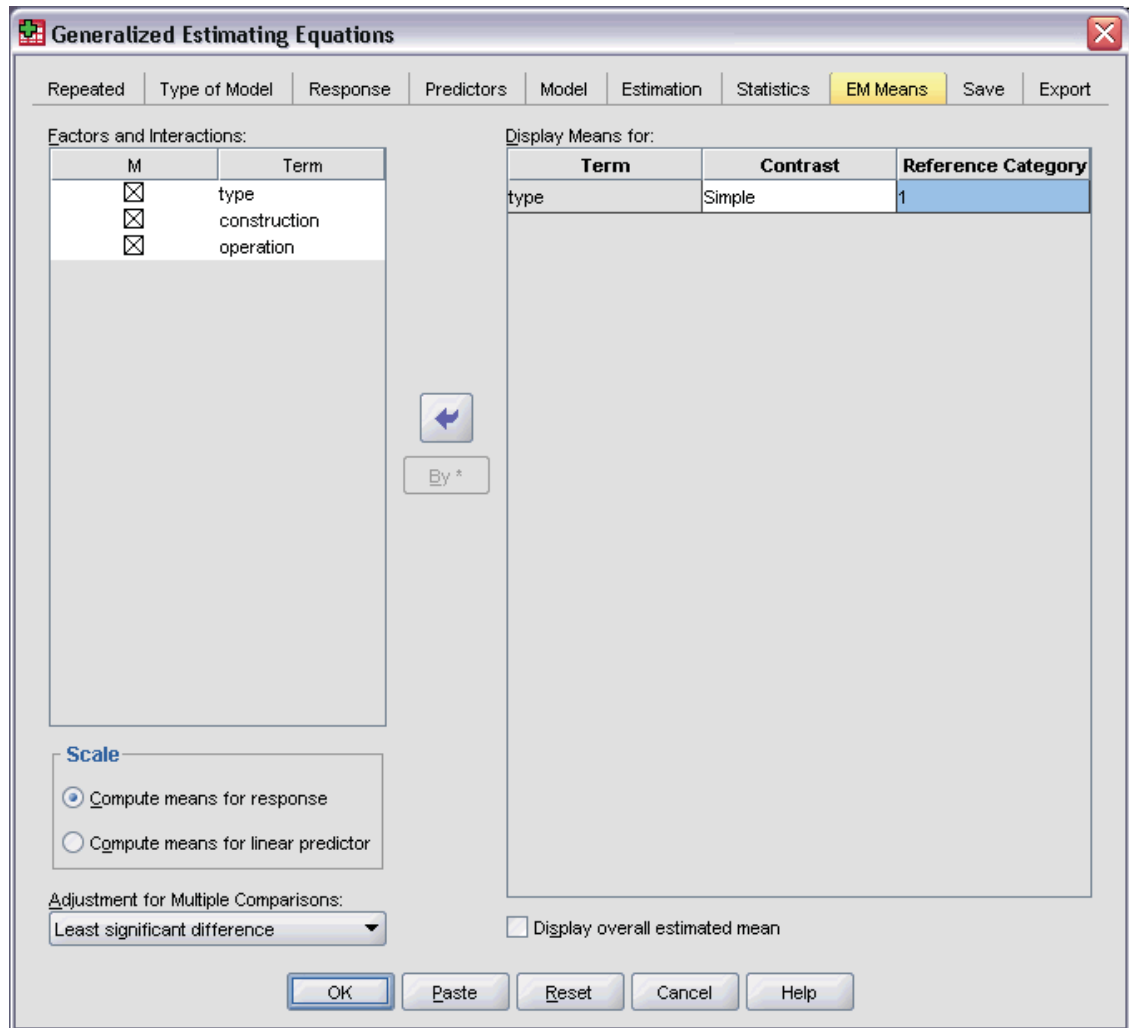 Generalized Estimating Equations
Repeated Type of Model Response Predictors Model Estimation Statistics EM Means Save Export
Factors and Interactions:
M Term
type
construction
operation
By *
Display Means for:
Term Contrast Reference Category
type Simple 1
Scale
Compute means for response
Compute means for linear predictor
Adjustment for Multiple Comparisons:
Least significant difference
Display overall estimated mean
OK Paste Reset Cancel Help